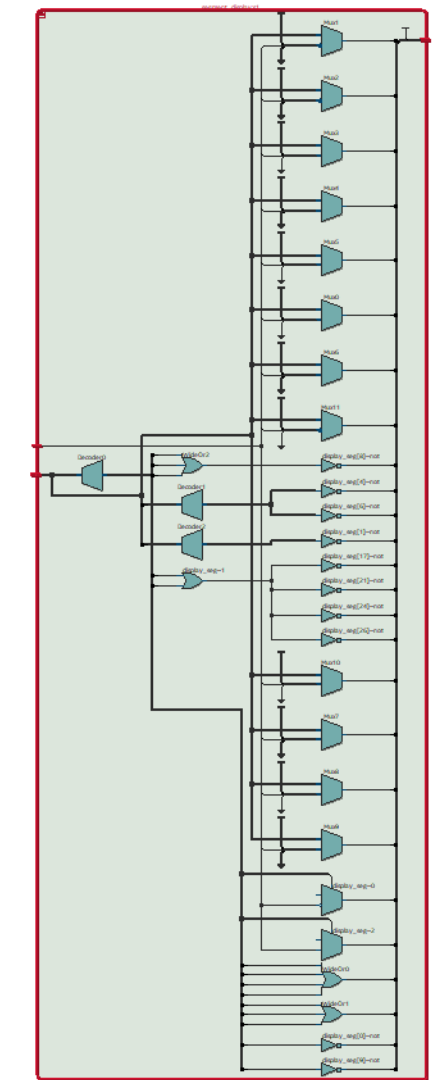 Mux1
Mux2
Mux3
Mux4
Mux5
Mux0
Mux6
Mux11
WideOr2
display_seg[8]~not
Decoder0
display_seg[4]~not
Decoder1
display_seg[5]~not
Decoder2
display_seg[1]~not
display_seg[17]~not
display_seg~1
display_seg[21]~not
display_seg[24]~not
display_seg[26]~not
Mux10
Mux7
Mux8
Mux9
display_seg~0
display_seg~2
WideOr0
WideOr1
display_seg[0]~not
display_seg[9]~not